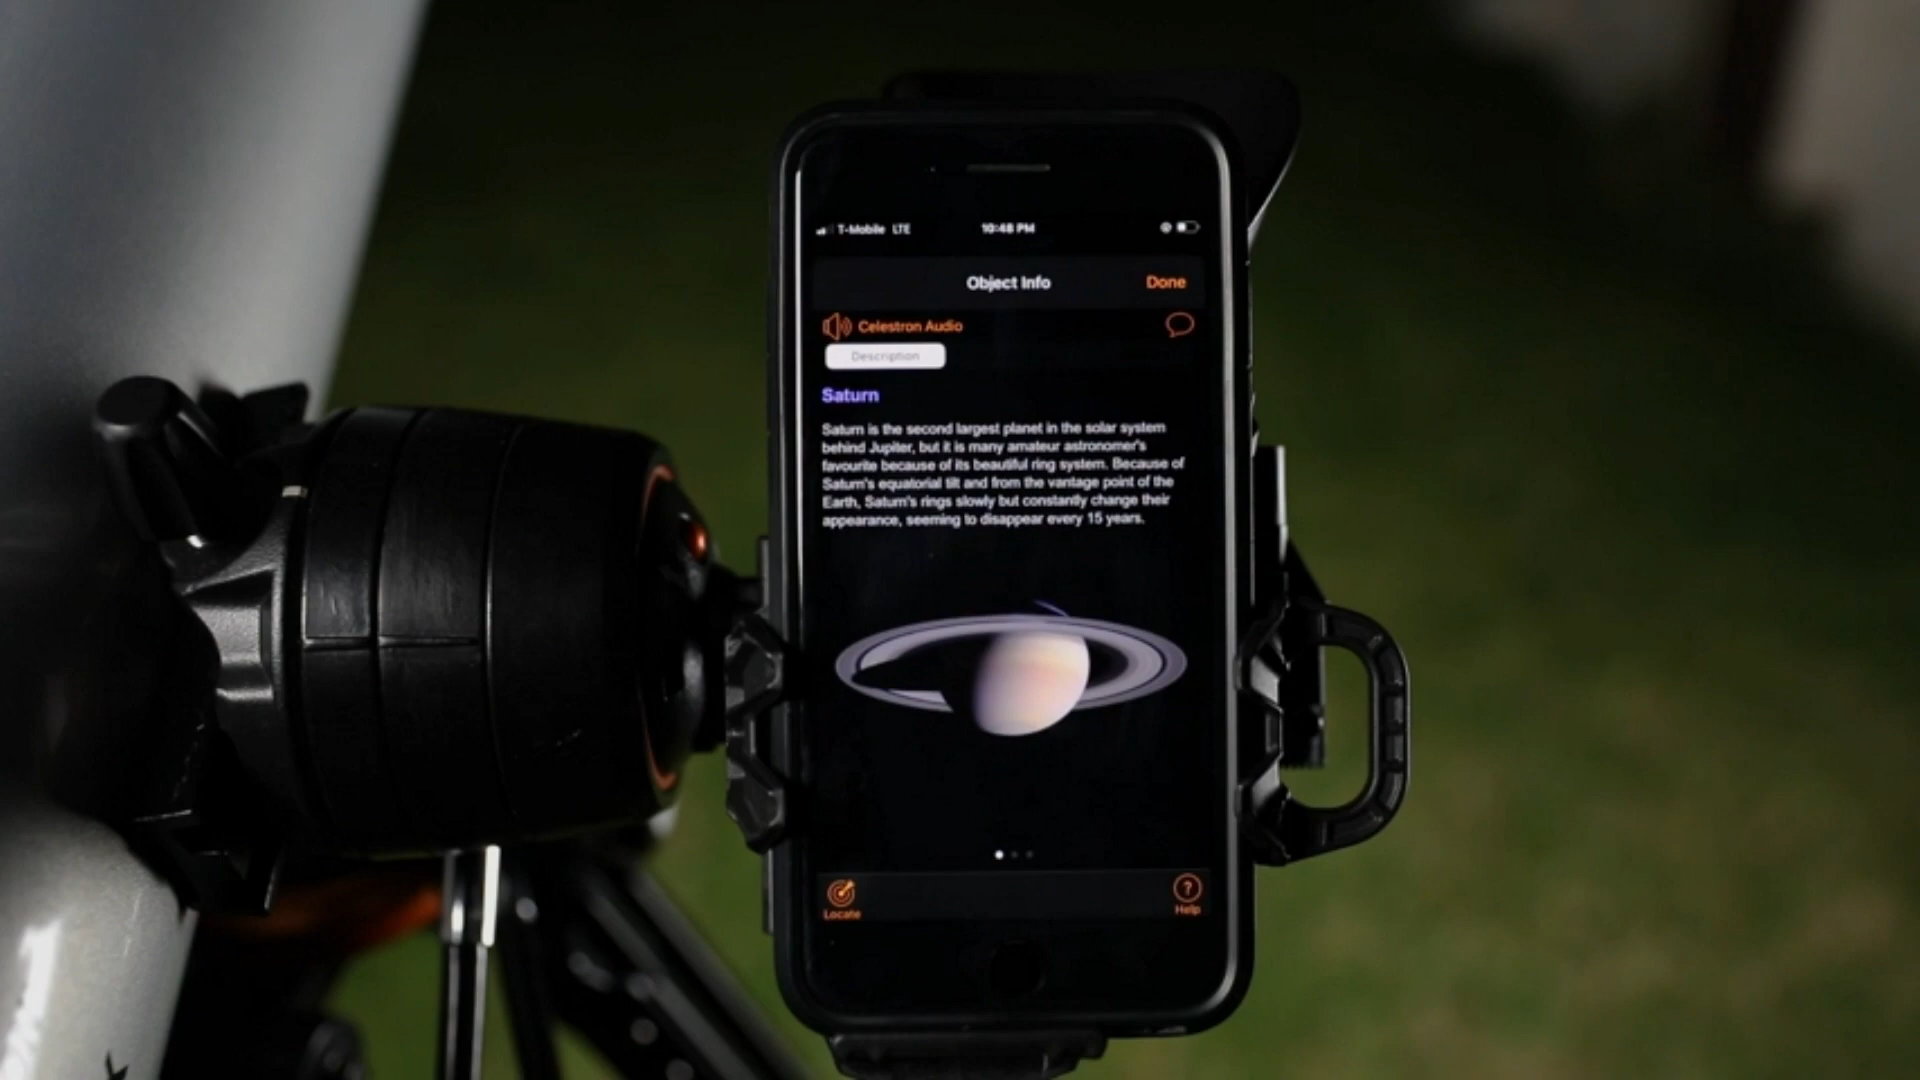 T-Mobile LTE 10:48 PM
Object Info Done
Celestron Audio
Description
Saturn
Saturn is the second largest planet in the solar system
behind Jupiter, but it is many amateur astronomer's
favourite because of its beautiful ring system. Because of
Saturn's equatorial tilt and from the vantage point of the
Earth, Saturn's rings slowly but constantly change their
appearance, seeming to disappear every 15 years.
Locate ? Help